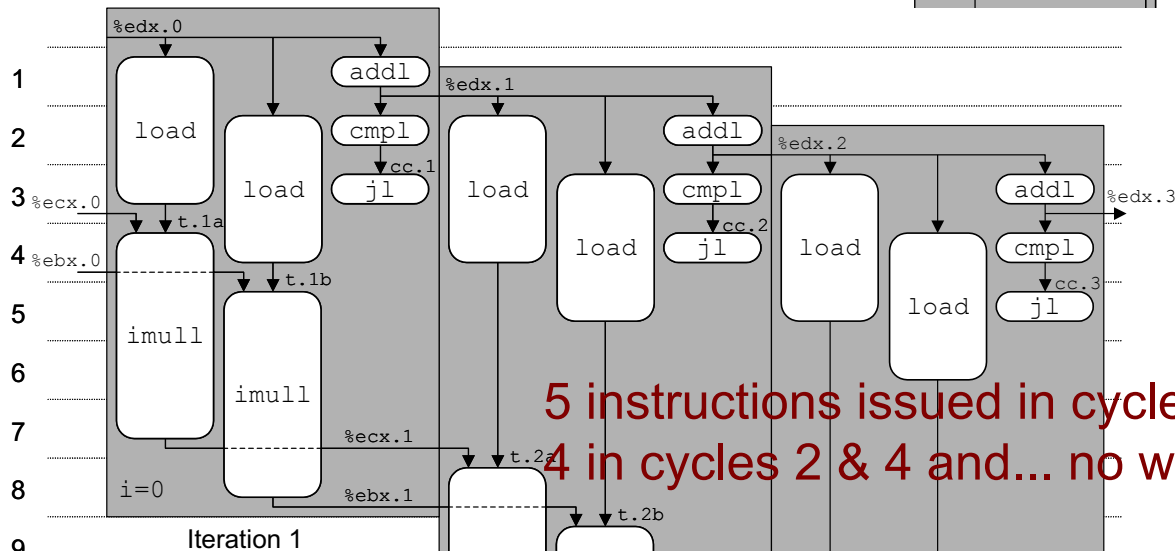 %edx.0
1
addl
%edx.1
load
2
cmpl
addl
%edx.2
load
cc.1
load
cmpl
addl
3
jl
load
%edx.3
%ecx.0
t.1a
cc.2
4
load
jl
load
cmpl
%ebx.0
t.1b
cc.3
5
load
jl
imull
6
imull
5 instructions issued in cycle
7
%ecx.1
t.2a
4 in cycles 2 & 4 and... no w
8
i=0
%ebx.1
t.2b
Iteration 1
9